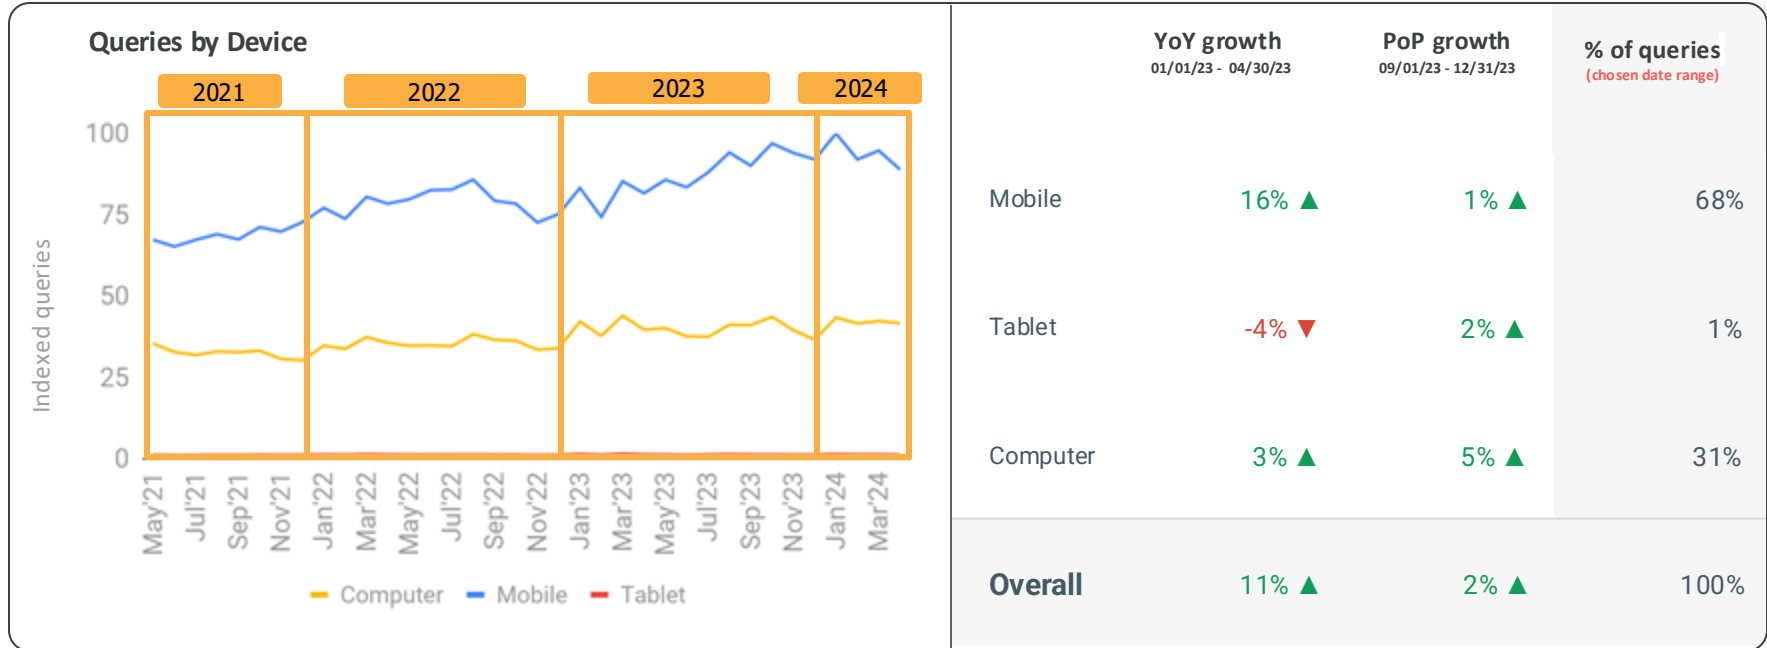 Queries by Device
2021
2022
2023
2024
Indexed queries
100
75
50
25
0
May'21
Jul'21
Sep'21
Nov'21
Jan'22
Mar'22
May'22
Jul'22
Sep'22
Nov'22
Jan'23
Mar'23
May'23
Jul'23
Sep'23
Nov'23
Jan'24
Mar'24
Computer
Mobile
Tablet
YoY growth
01/01/23 - 04/30/23
PoP growth
09/01/23 - 12/31/23
% of queries
(chosen date range)
Mobile 16% ▲ 1% ▲ 68%
Tablet -4% ▼ 2% ▲ 1%
Computer 3% ▲ 5% ▲ 31%
Overall 11% ▲ 2% ▲ 100%